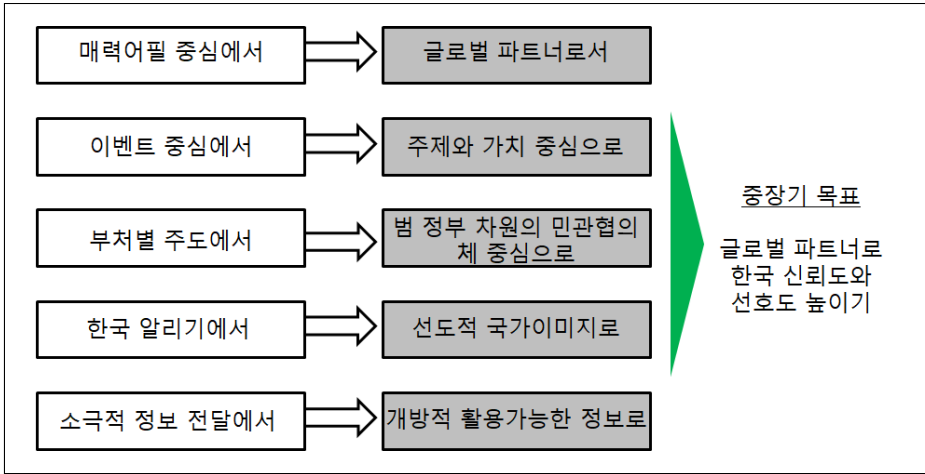 매력어필 중심에서
글로벌 파트너로서
이벤트 중심에서
주제와 가치 중심으로
부처별 주도에서
범 정부 차원의 민관협의
체 중심으로
한국 알리기에서
선도적 국가이미지로
소극적 정보 전달에서
개방적 활용가능한 정보로
중장기 목표
글로벌 파트너로
한국 신뢰도와
선호도 높이기